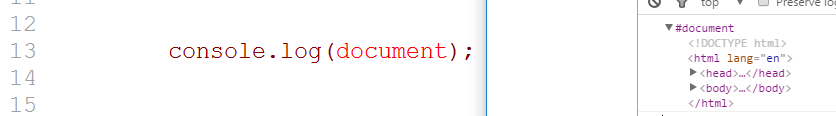 11
12
13 console.log(document);
14
15
top Preserve log
▼#document
<!DOCTYPE html>
<html lang="en">
▶<head>…</head>
▶<body>…</body>
</html>